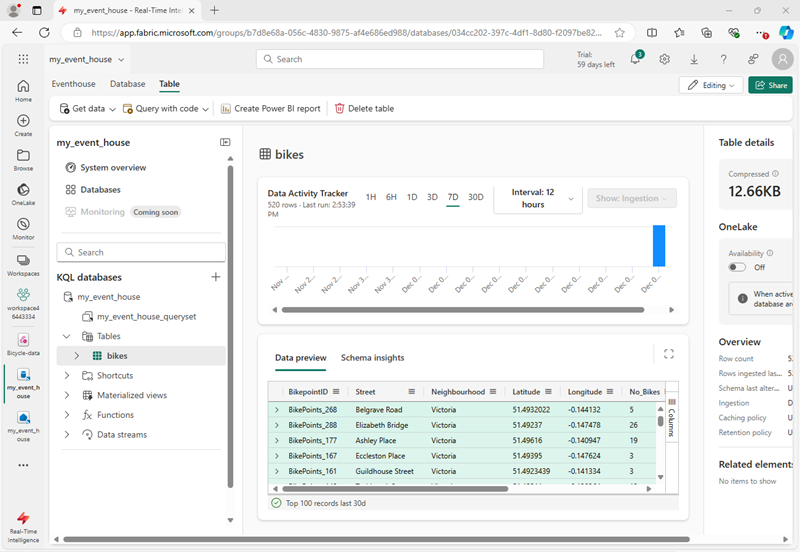 my_event_house - Real-Time Intelli
https://app.fabric.microsoft.com/groups/b7d8e68a-056c-4830-9875-af4e686ed988/databases/034cc202-397c-4df1-8d80-f2097be82...
my_event_house
Search
Trial:
59 days left
3
Eventhouse
Database
Table
Editing
Share
Get data
Query with code
Create Power BI report
Delete table
Home
Create
Browse
OneLake
Monitor
Workspaces
workspace4
6443334
Bicycle-data
my_event_h
ouse
my_event_h
ouse
Real-Time
Intelligence
my_event_house
System overview
Databases
Monitoring
Coming soon
Search
KQL databases
my_event_house
my_event_house_queryset
Tables
bikes
Shortcuts
Materialized views
Functions
Data streams
bikes
Data Activity Tracker
520 rows - Last run: 2:53:39
PM
1H 6H 1D 3D 7D 30D
Interval: 12
hours
Show: Ingestion
Nov ... Nov 2... Nov 2... Nov 3... Nov 3... Dec 0... Dec 0... Dec 0... Dec 0... Dec 0... Dec 0... Dec 0... Dec 0... Dec 0...
Data preview
Schema insights
BikepointID Street Neighbourhood Latitude Longitude No_Bikes
BikePoints_268 Belgrave Road Victoria 51.4932022 -0.144132 5
BikePoints_288 Elizabeth Bridge Victoria 51.49237 -0.147478 26
BikePoints_177 Ashley Place Victoria 51.49616 -0.140947 19
BikePoints_167 Eccleston Place Victoria 51.49395 -0.147624 3
BikePoints_161 Guildhouse Street Victoria 51.4923439 -0.141334 3
Columns
Top 100 records last 30d
Table details
Compressed
12.66KB
OneLake
Availability
Off
When active
database are
Overview
Row count 5
Rows ingested las...
Schema last alter... U
Ingestion D
Caching policy U
Retention policy U
Related elements
No items to show